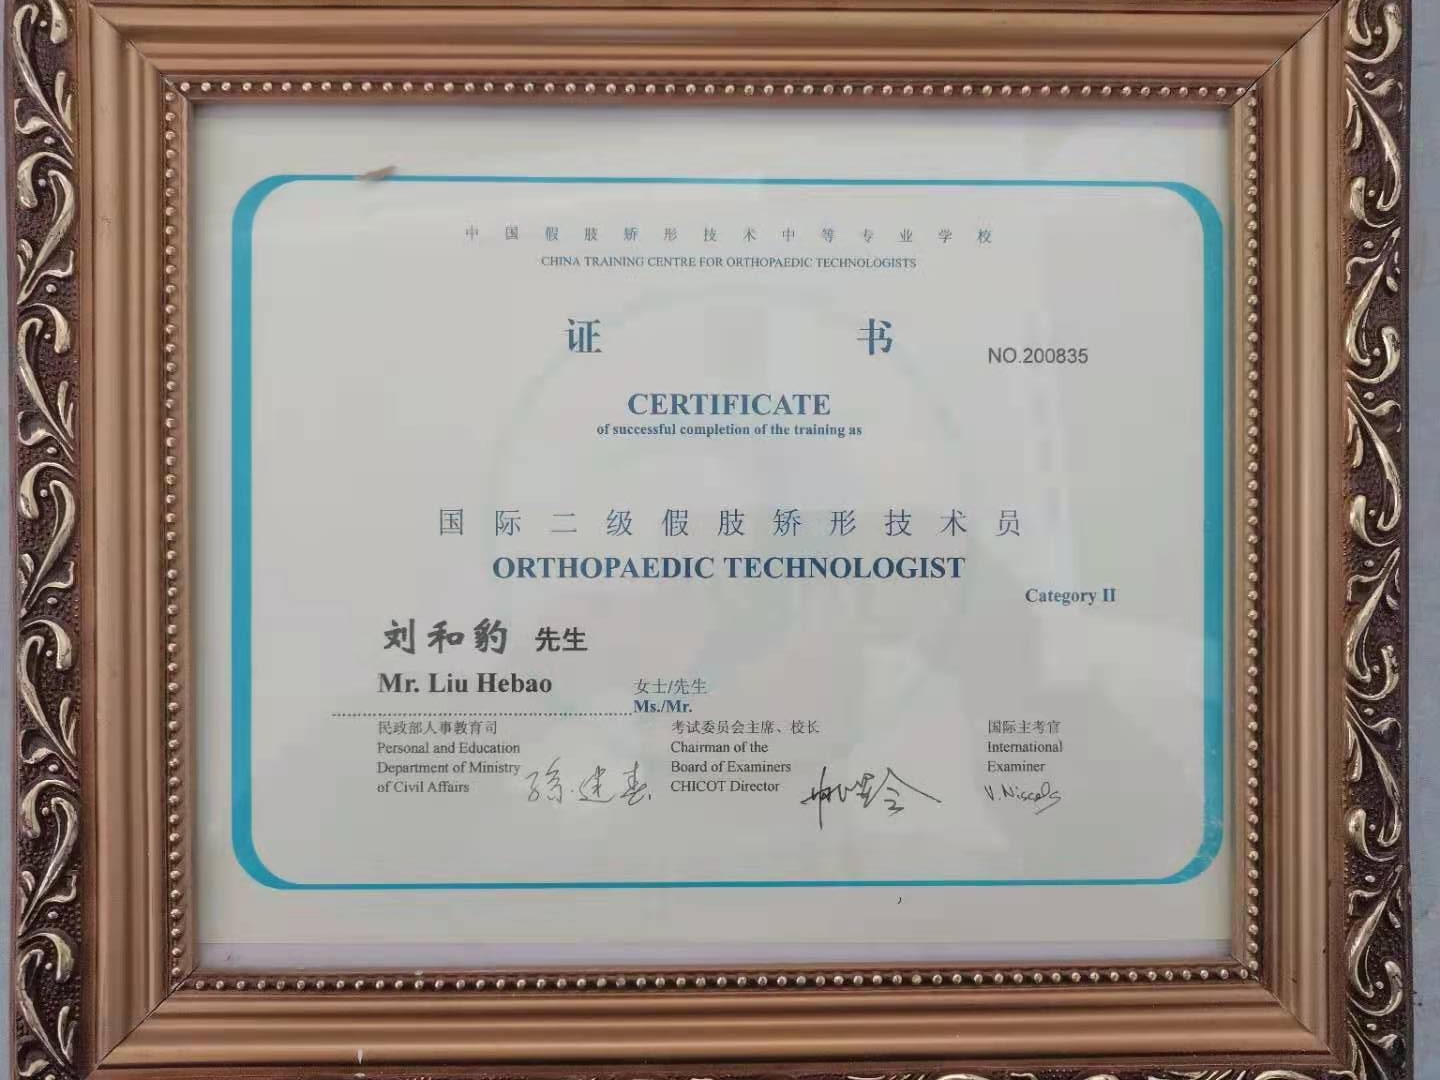 中国假肢矫形技术中等专业学校
CHINA TRAINING CENTRE FOR ORTHOPAEDIC TECHNOLOGISTS
证书
NO.200835
CERTIFICATE
of successful completion of the training as
国际二级假肢矫形技术员
ORTHOPAEDIC TECHNOLOGIST
Category II
刘和豹 先生
Mr. Liu Hebao
女士/先生
Ms./Mr.
民政部人事教育司
Personal and Education
Department of Ministry
of Civil Affairs
孙建春
考试委员会主席、校长
Chairman of the
Board of Examiners
CHICOT Director
国际主考官
International
Examiner